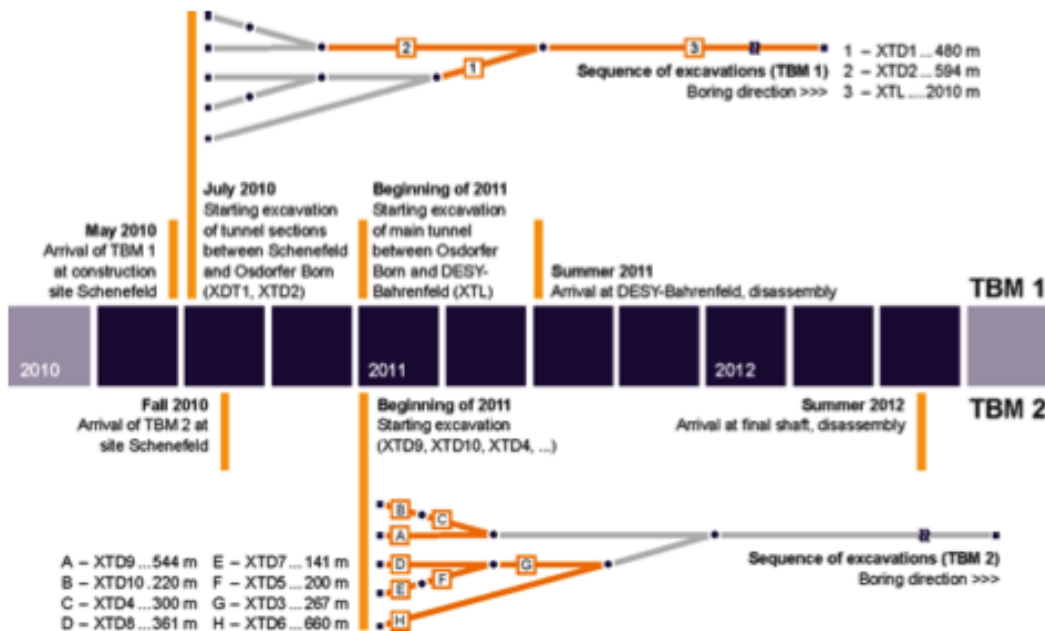 2
3
1
Sequence of excavations (TBM 1)
Boring direction >>>
1 – XTD1 ... 480 m
2 – XTD2 ... 594 m
3 – XTL .....2010 m
May 2010
Arrival of TBM 1
at construction
site Schenefeld
July 2010
Starting excavation
of tunnel sections
between Schenefeld
and Osdorfer Born
(XDT1, XTD2)
Beginning of 2011
Starting excavation
of main tunnel
between Osdorfer
Born and DESY-
Bahrenfeld (XTL)
Summer 2011
Arrival at DESY-Bahrenfeld, disassembly
TBM 1
2010
2011
2012
TBM 2
Fall 2010
Arrival of TBM 2 at
site Schenefeld
Beginning of 2011
Starting excavation
(XTD9, XTD10, XTD4, ...)
Summer 2012
Arrival at final shaft, disassembly
B
C
A
D
G
F
E
H
Sequence of excavations (TBM 2)
Boring direction >>>
A – XTD9 ... 544 m E – XTD7 ... 141 m
B – XTD10 . 220 m F – XTD5 ... 200 m
C – XTD4 ... 300 m G – XTD3 ... 267 m
D – XTD8 ... 361 m H – XTD6 ... 660 m